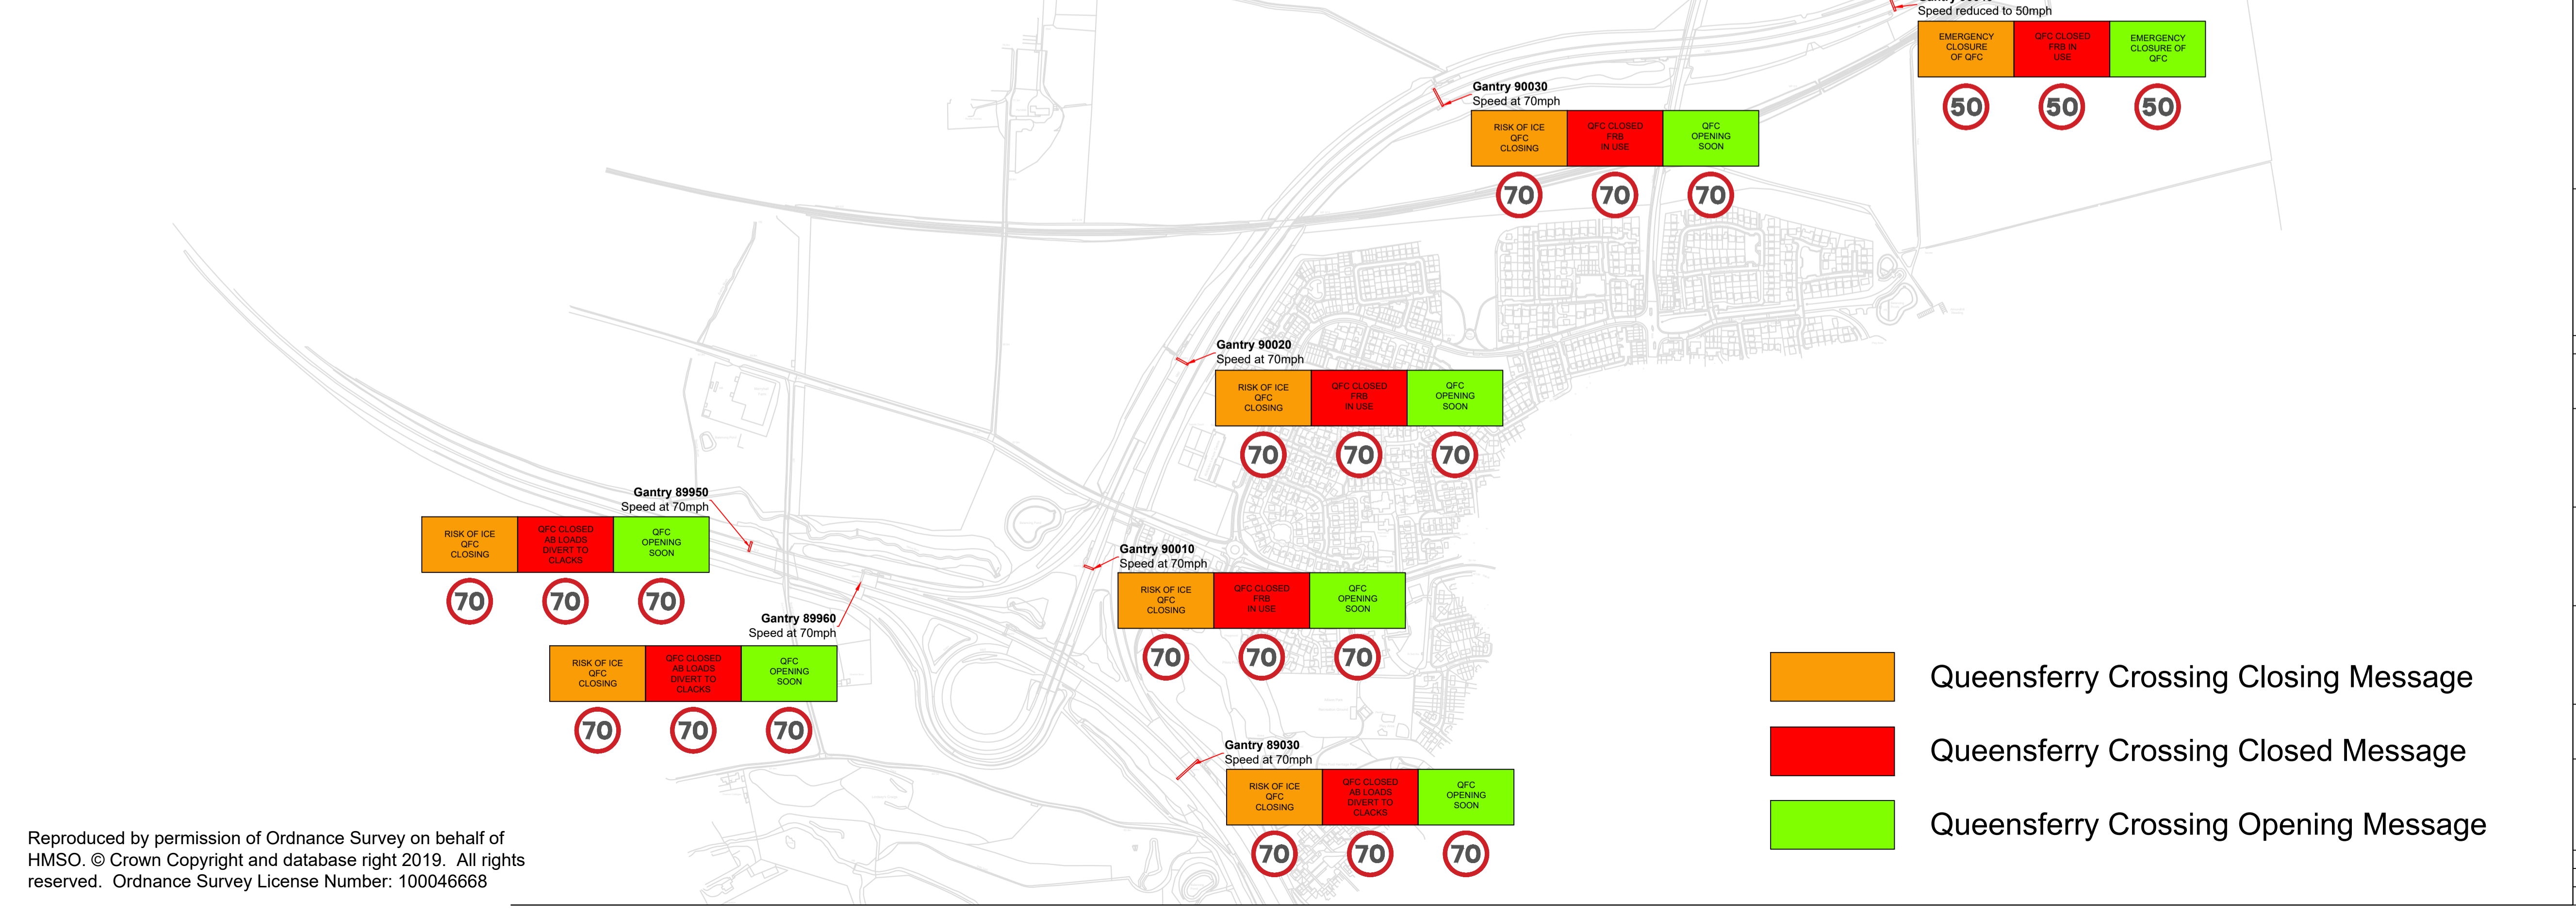 Speed reduced to 50mph
EMERGENCY
CLOSURE
OF QFC
QFC CLOSED
FRB IN
USE
EMERGENCY
CLOSURE OF
QFC
50
50
50
Gantry 90030
Speed at 70mph
RISK OF ICE
QFC
CLOSING
QFC CLOSED
FRB
IN USE
QFC
OPENING
SOON
70
70
70
Gantry 90020
Speed at 70mph
RISK OF ICE
QFC
CLOSING
QFC CLOSED
FRB
IN USE
QFC
OPENING
SOON
70
70
70
Gantry 89950
Speed at 70mph
RISK OF ICE
QFC
CLOSING
QFC CLOSED
AB LOADS
DIVERT TO
CLACKS
QFC
OPENING
SOON
70
70
70
Gantry 90010
Speed at 70mph
RISK OF ICE
QFC
CLOSING
QFC CLOSED
FRB
IN USE
QFC
OPENING
SOON
70
70
70
Gantry 89960
Speed at 70mph
RISK OF ICE
QFC
CLOSING
QFC CLOSED
AB LOADS
DIVERT TO
CLACKS
QFC
OPENING
SOON
70
70
70
Gantry 89030
Speed at 70mph
RISK OF ICE
QFC
CLOSING
QFC CLOSED
AB LOADS
DIVERT TO
CLACKS
QFC
OPENING
SOON
70
70
70
Queensferry Crossing Closing Message
Queensferry Crossing Closed Message
Queensferry Crossing Opening Message
Reproduced by permission of Ordnance Survey on behalf of
HMSO. © Crown Copyright and database right 2019. All rights
reserved. Ordnance Survey License Number: 100046668